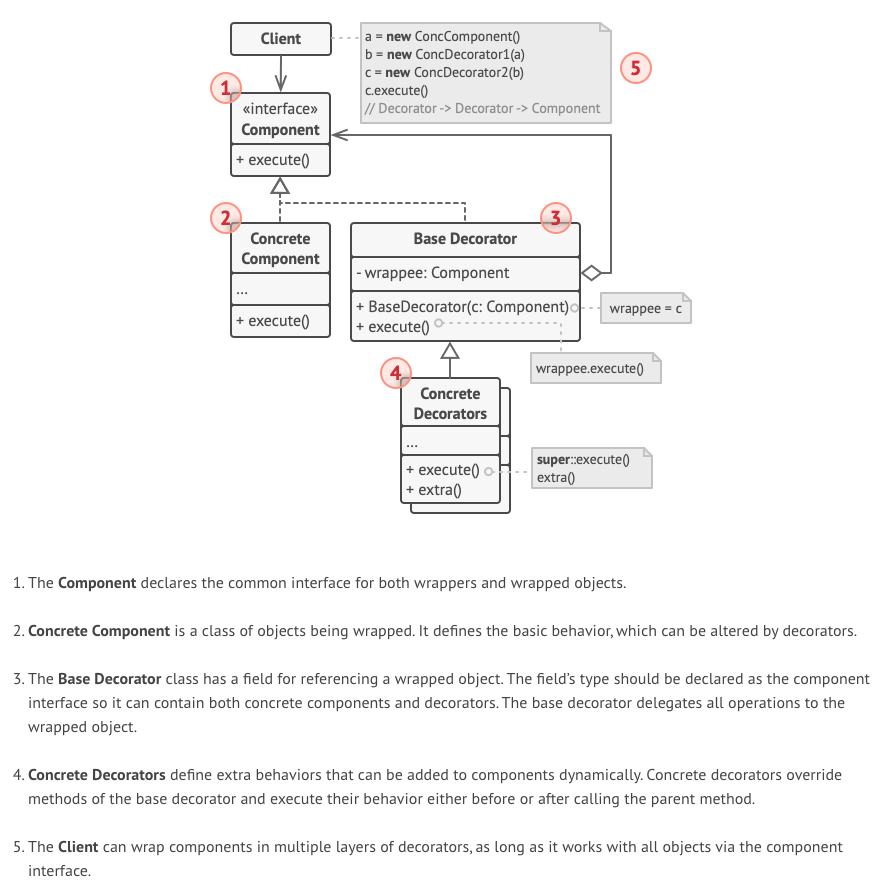 Client
a = new ConcComponent()
b = new ConcDecorator1(a)
c = new ConcDecorator2(b)
c.execute()
// Decorator -> Decorator -> Component
5
1
«interface»
Component
+ execute()
2
Concrete
Component
...
+ execute()
3
Base Decorator
- wrappee: Component
+ BaseDecorator(c: Component)
+ execute()
wrappee = c
wrappee.execute()
4
Concrete
Decorators
...
+ execute()
+ extra()
super::execute()
extra()
1. The Component declares the common interface for both wrappers and wrapped objects.
2. Concrete Component is a class of objects being wrapped. It defines the basic behavior, which can be altered by decorators.
3. The Base Decorator class has a field for referencing a wrapped object. The field's type should be declared as the component
interface so it can contain both concrete components and decorators. The base decorator delegates all operations to the
wrapped object.
4. Concrete Decorators define extra behaviors that can be added to components dynamically. Concrete decorators override
methods of the base decorator and execute their behavior either before or after calling the parent method.
5. The Client can wrap components in multiple layers of decorators, as long as it works with all objects via the component
interface.